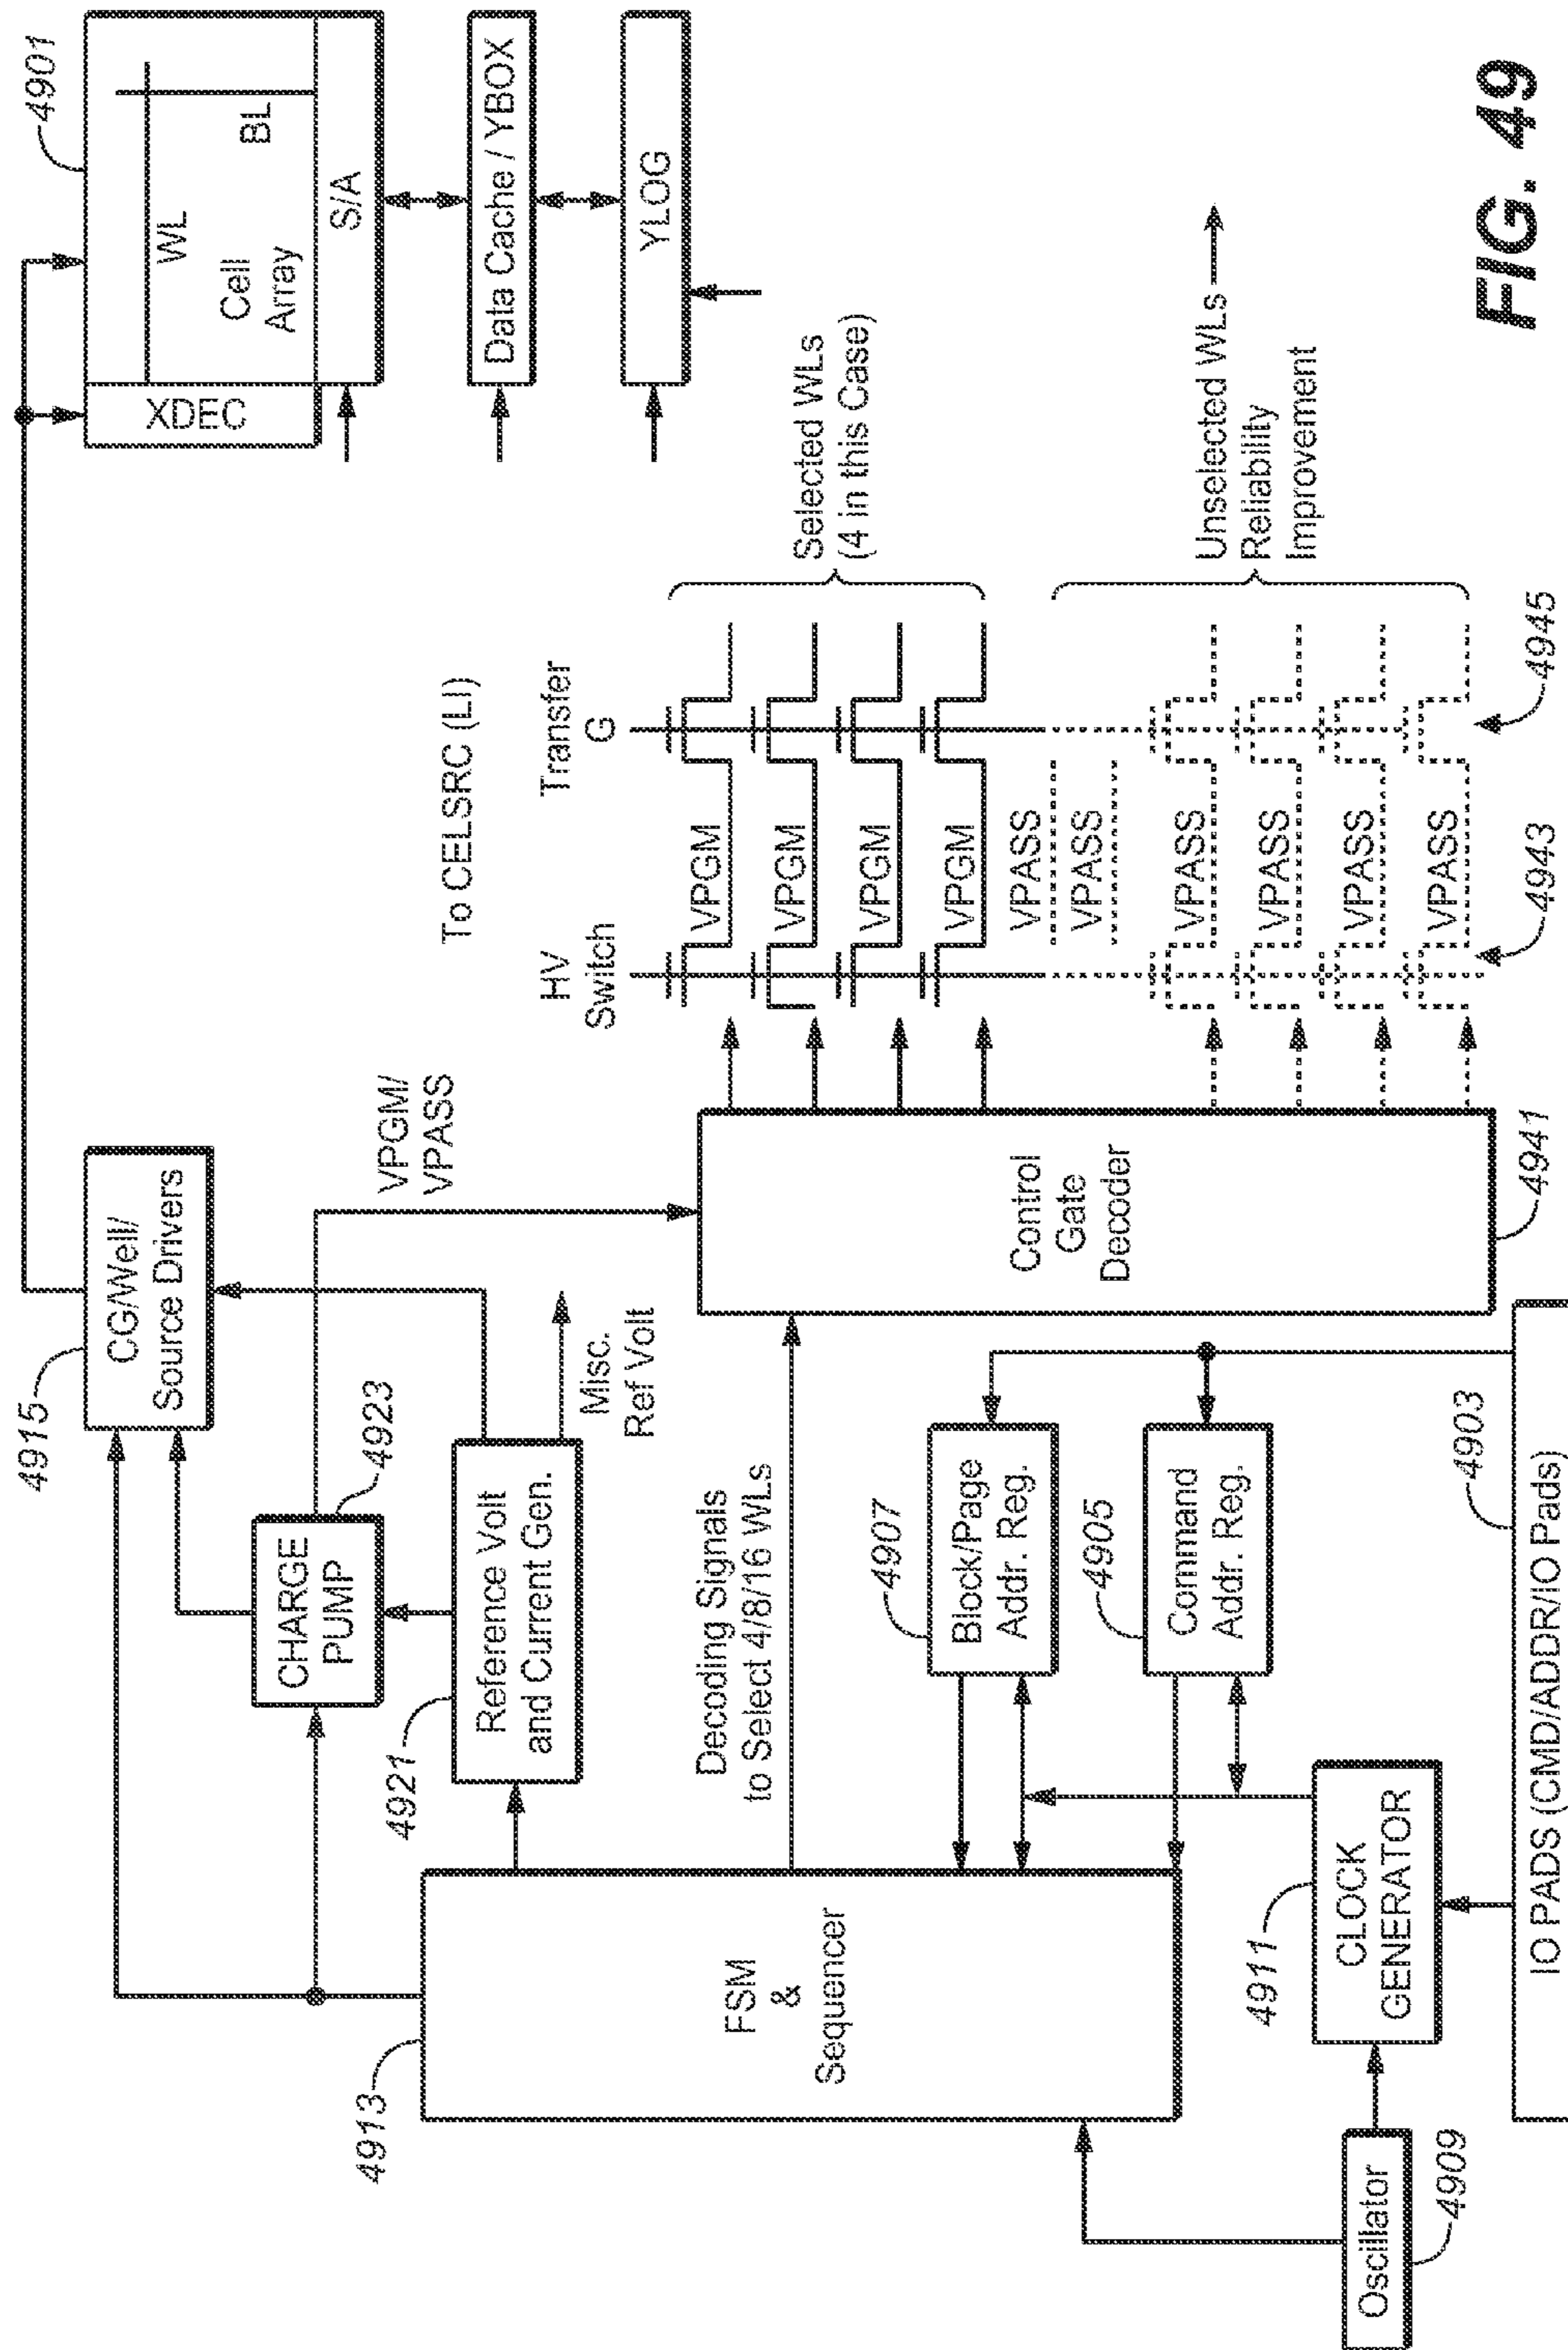 4901
WL
Cell
Array
BL
XDEC
S/A
Data Cache / YBOX
YLOG
4915
CG/Well/
Source Drivers
4923
CHARGE
PUMP
VPGM/
VPASS
4921
Reference Volt
and Current Gen.
Misc.
Ref Volt
To CELSRC (LI)
HV
Switch
Transfer
G
VPGM
VPGM
VPGM
VPGM
VPASS
VPASS
VPASS
VPASS
VPASS
VPASS
Selected WLs
(4 in this Case)
Unselected WLs
Reliability
Improvement
4943
4945
4913
FSM
&
Sequencer
Decoding Signals
to Select 4/8/16 WLs
Control
Gate
Decoder
4941
4907
Block/Page
Addr. Reg.
4905
Command
Addr. Reg.
4911
CLOCK
GENERATOR
4903
IO PADS (CMD/ADDR/IO Pads)
Oscillator
4909
FIG. 49